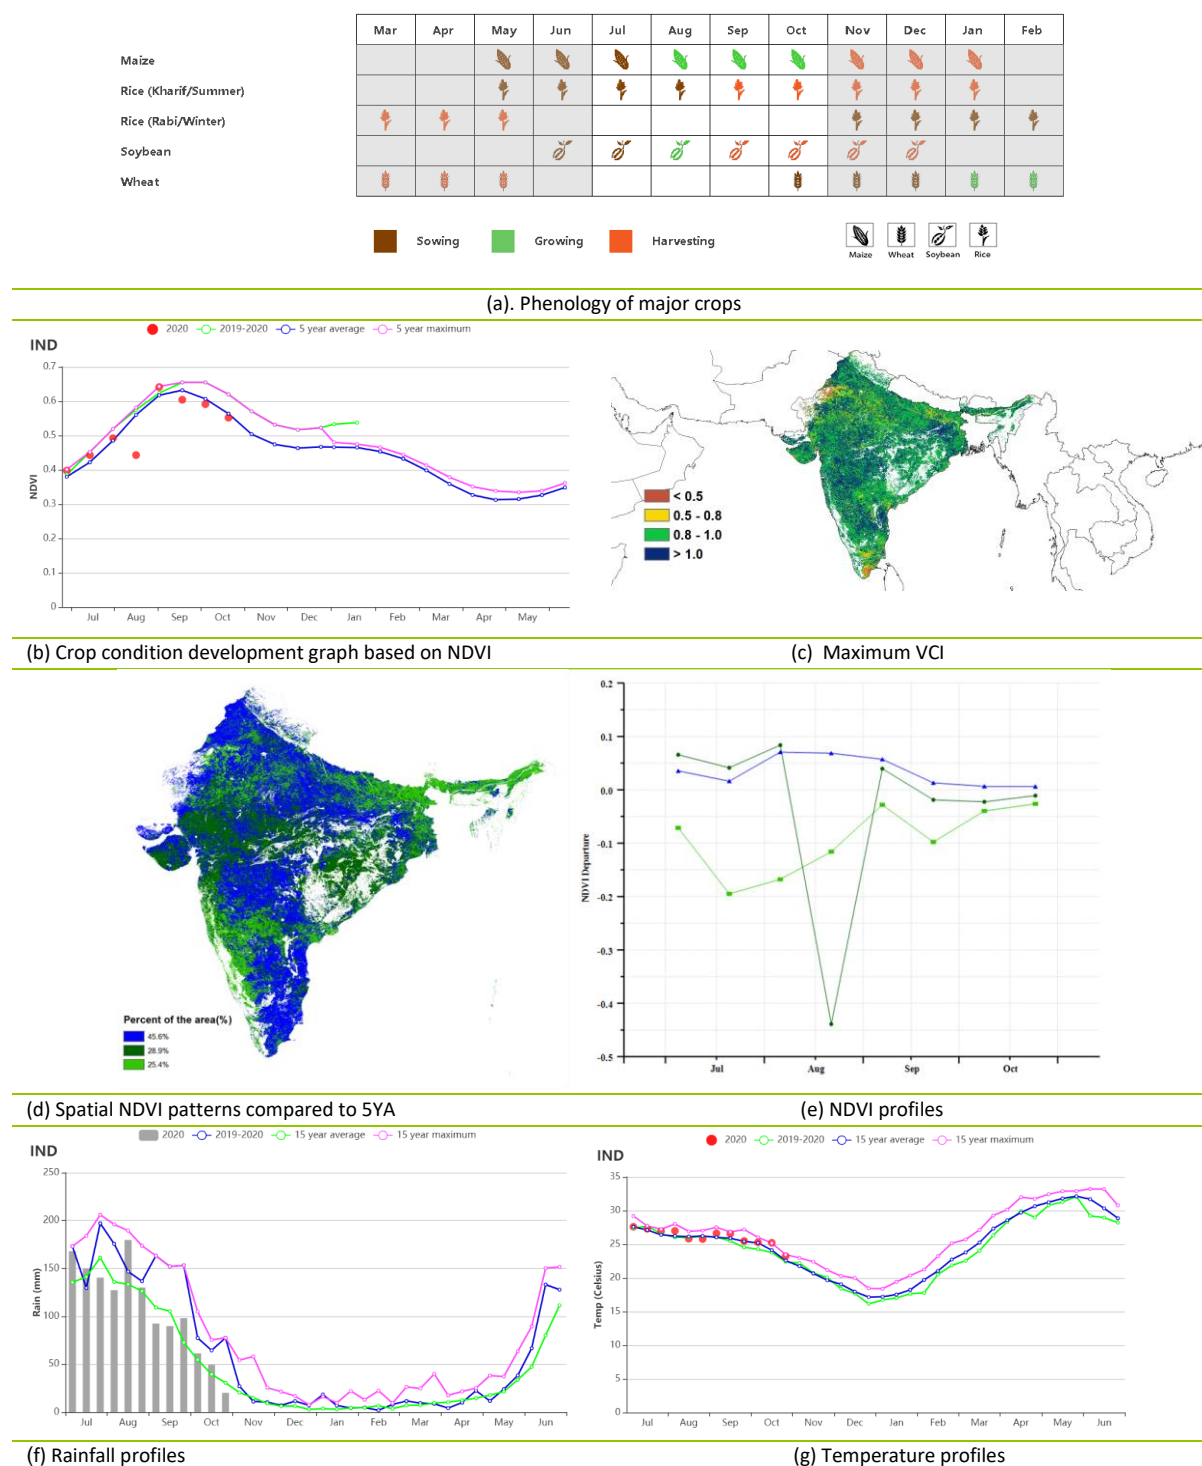 Mar Apr May Jun Jul Aug Sep Oct Nov Dec Jan Feb
Maize
Rice (Kharif/Summer)
Rice (Rabi/Winter)
Soybean
Wheat
Sowing Growing Harvesting
Maize Wheat Soybean Rice
(a). Phenology of major crops
2020 2019-2020 5 year average 5 year maximum
IND
0.7
0.6
0.5
0.4
0.3
0.2
0.1
0
NDVI
Jul Aug Sep Oct Nov Dec Jan Feb Mar Apr May
< 0.5
0.5 - 0.8
0.8 - 1.0
> 1.0
(b) Crop condition development graph based on NDVI
(c) Maximum VCI
Percent of the area(%)
45.6%
28.9%
25.4%
0.2
0.1
0.0
-0.1
-0.2
-0.3
-0.4
-0.5
NDVI Departure
Jul Aug Sep Oct
(d) Spatial NDVI patterns compared to 5YA
(e) NDVI profiles
2020 2019-2020 15 year average 15 year maximum
IND
250
200
150
100
50
0
Rain (mm)
Jul Aug Sep Oct Nov Dec Jan Feb Mar Apr May Jun
2020 2019-2020 15 year average 15 year maximum
IND
35
30
25
20
15
10
5
0
Temp (Celsius)
Jul Aug Sep Oct Nov Dec Jan Feb Mar Apr May Jun
(f) Rainfall profiles
(g) Temperature profiles